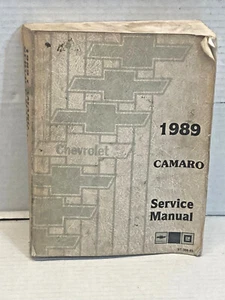 1989
Chevrolet
CAMARO
Service
Manual